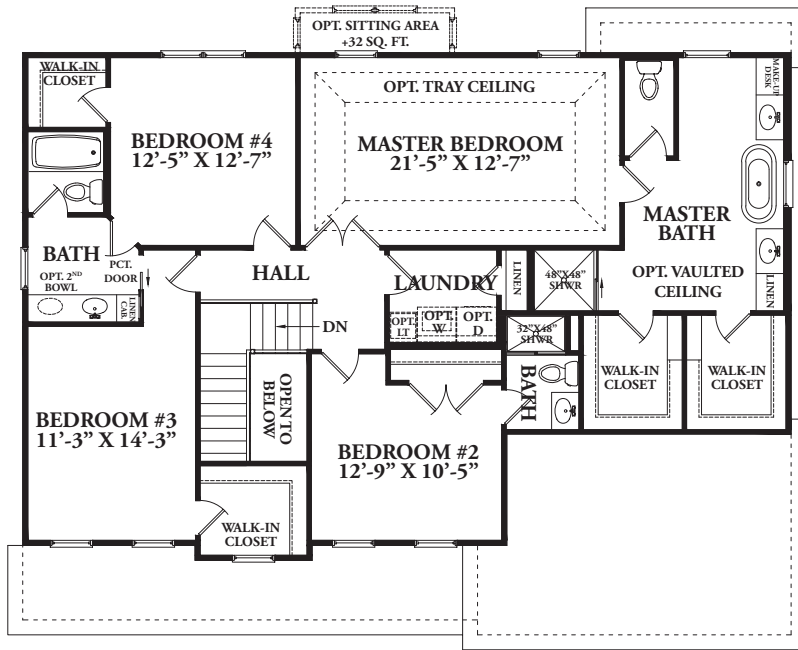 OPT. SITTING AREA
+32 SQ. FT.
WALK-IN
CLOSET
BEDROOM #4
12’-5” X 12’-7”
OPT. TRAY CEILING
MASTER BEDROOM
21’-5” X 12’-7”
MAKE-UP
DESK
MASTER
BATH
OPT. VAULTED
CEILING
LINEN
BATH
OPT. 2ND
BOWL
PCT.
DOOR
LINEN
CAB.
HALL
LAUNDRY
LINEN
48"X48"
SHWR
OPT.
LT
OPT.
W
OPT.
D
32"X48"
SHWR
DN
OPEN TO
BELOW
BATH
WALK-IN
CLOSET
WALK-IN
CLOSET
BEDROOM #3
11’-3” X 14’-3”
BEDROOM #2
12’-9” X 10’-5”
WALK-IN
CLOSET